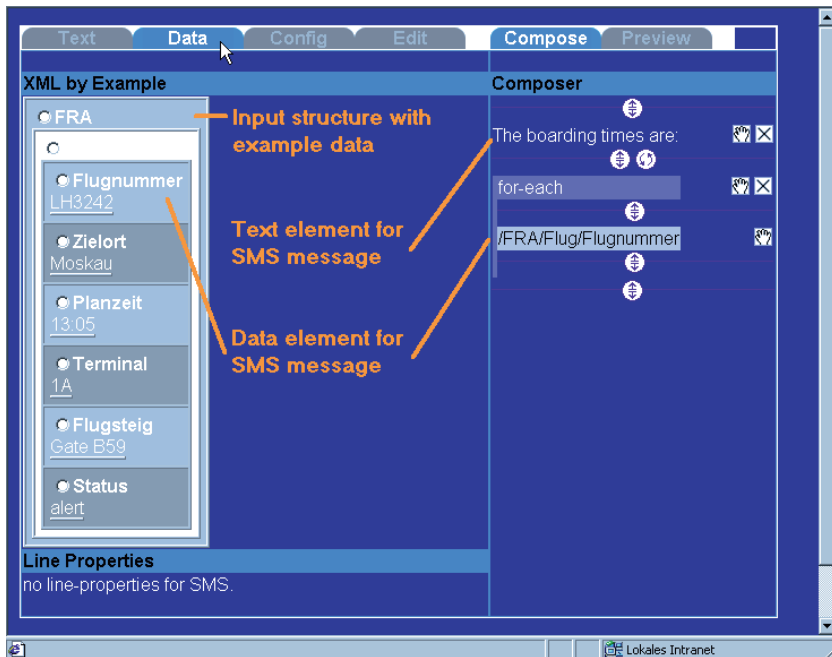 Text Data Config Edit Compose Preview
XML by Example
FRA
Flugnummer
LH3242
Zielort
Moskau
Planzeit
13:05
Terminal
1A
Flugsteig
Gate B59
Status
alert
Input structure with
example data
Text element for
SMS message
Data element for
SMS message
Composer
The boarding times are:
for-each
/FRA/Flug/Flugnummer
Line Properties
no line-properties for SMS.
Lokales Intranet